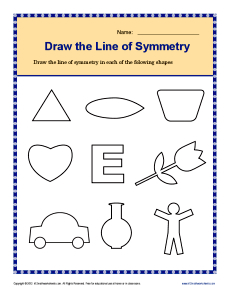 Name:
Draw the Line of Symmetry
Draw the line of symmetry in each of the following shapes
E